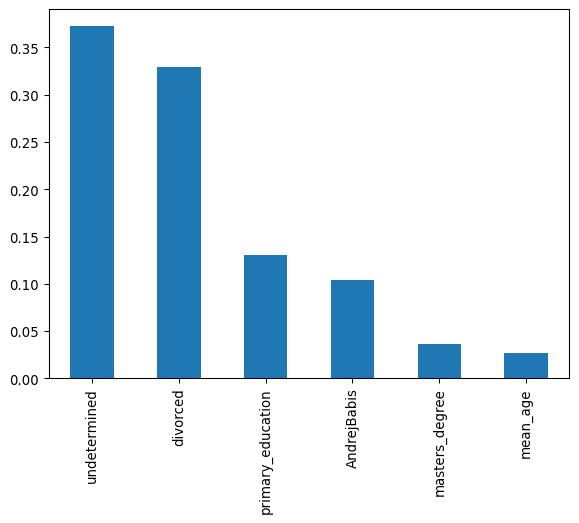 0.35
0.30
0.25
0.20
0.15
0.10
0.05
0.00
undetermined
divorced
primary_education
AndrejBabis
masters_degree
mean_age